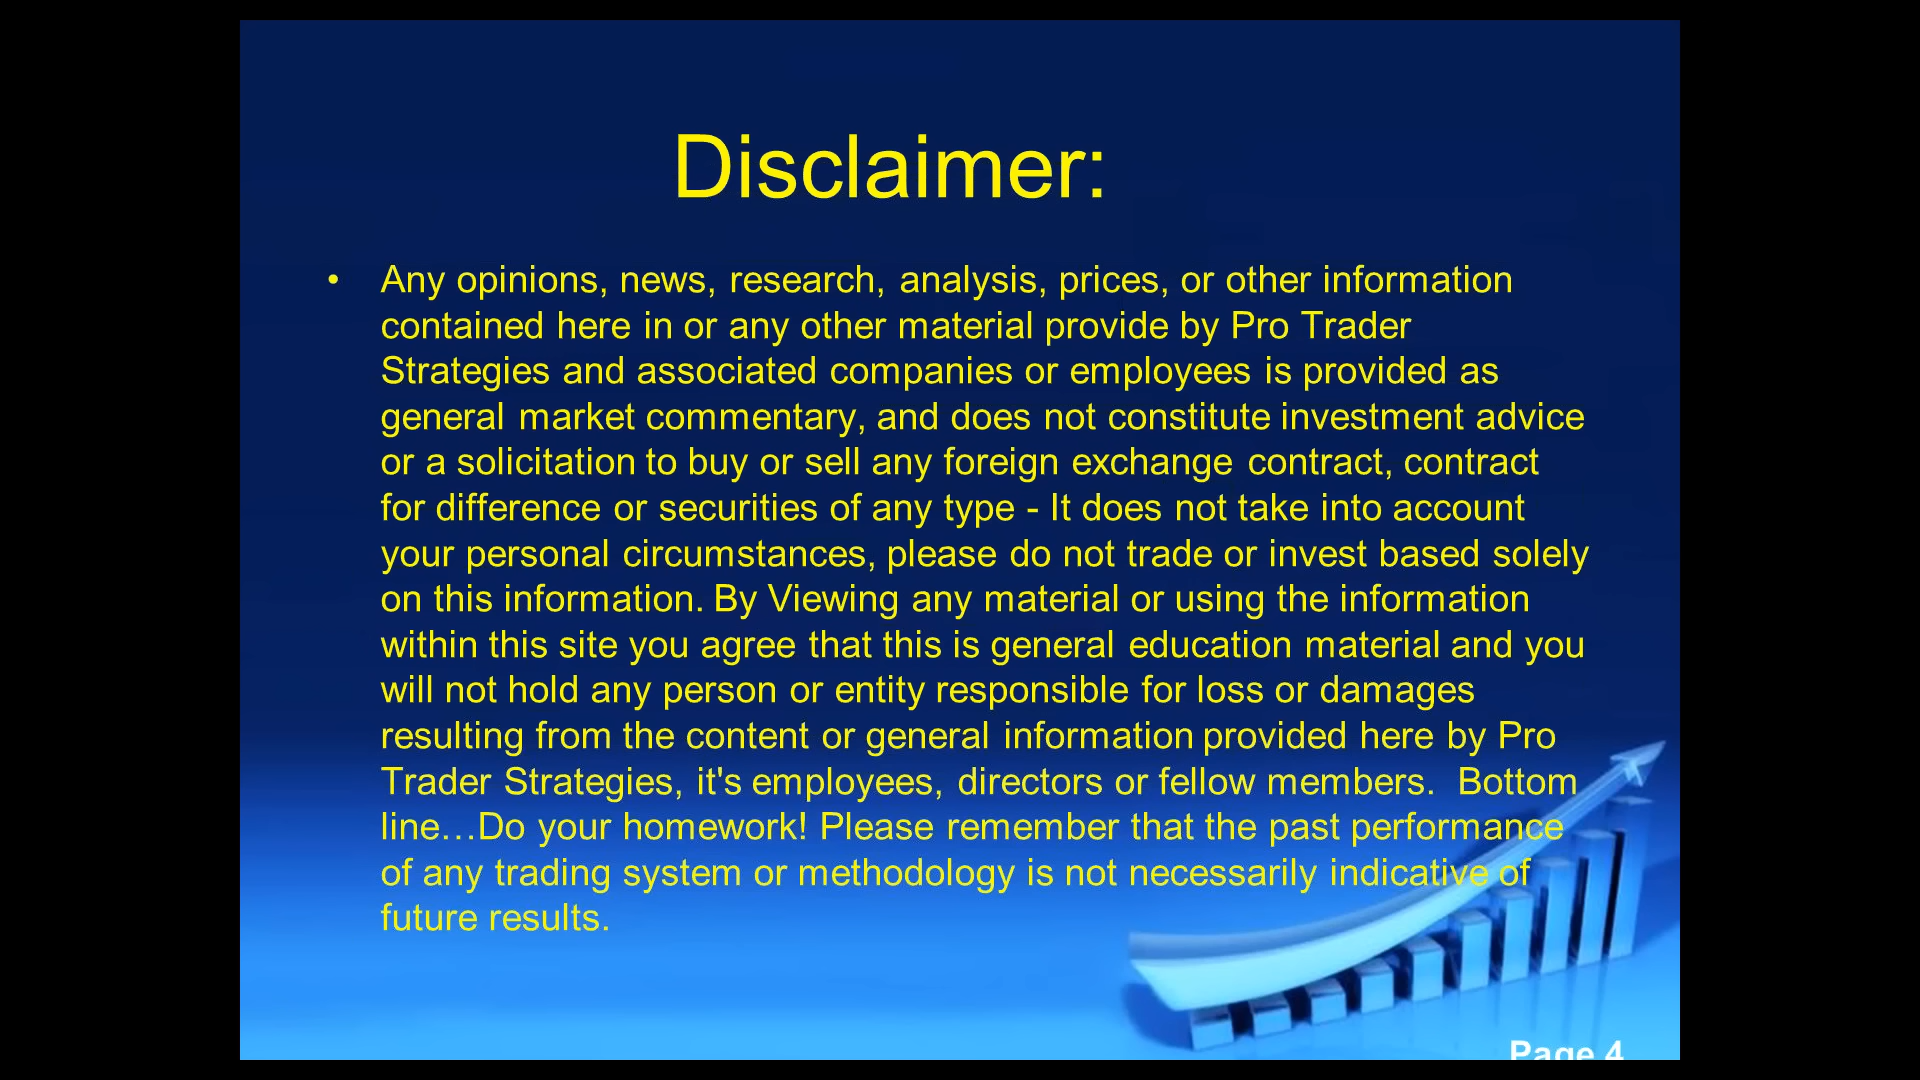 Disclaimer:
• Any opinions, news, research, analysis, prices, or other information
contained here in or any other material provide by Pro Trader
Strategies and associated companies or employees is provided as
general market commentary, and does not constitute investment advice
or a solicitation to buy or sell any foreign exchange contract, contract
for difference or securities of any type - It does not take into account
your personal circumstances, please do not trade or invest based solely
on this information. By Viewing any material or using the information
within this site you agree that this is general education material and you
will not hold any person or entity responsible for loss or damages
resulting from the content or general information provided here by Pro
Trader Strategies, it's employees, directors or fellow members.  Bottom
line…Do your homework! Please remember that the past performance
of any trading system or methodology is not necessarily indicative of
future results.
Page 4